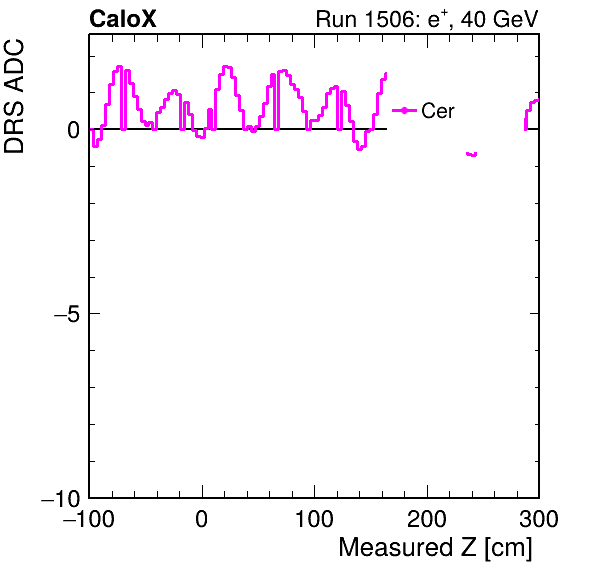 CaloX Run 1506: e⁺, 40 GeV
DRS ADC
Cer
0
−5
−10
−100 0 100 200 300
Measured Z [cm]